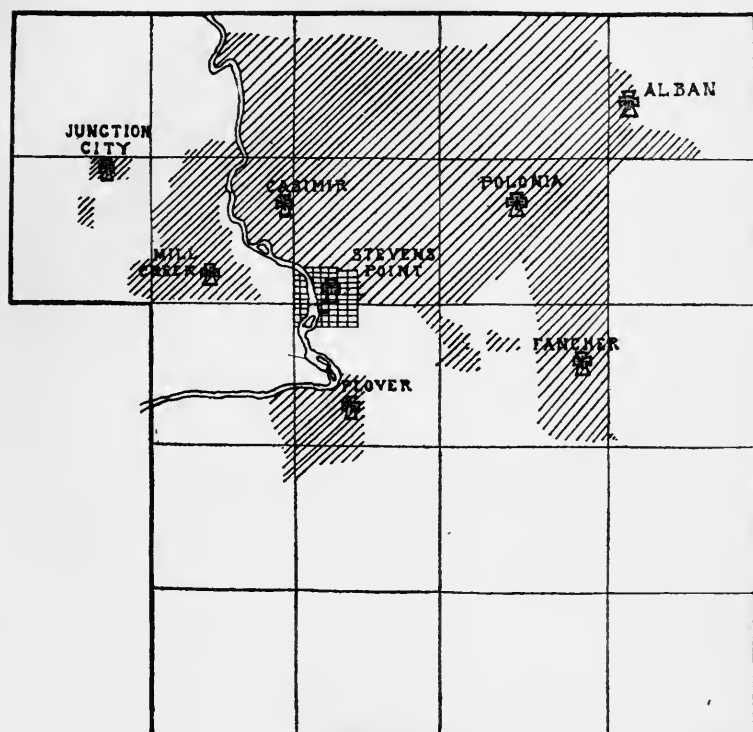 ALBAN
JUNCTION
CITY
CASIMIR
POLONIA
MILL
CREEK
STEVENS
POINT
FANCHER
PLOVER